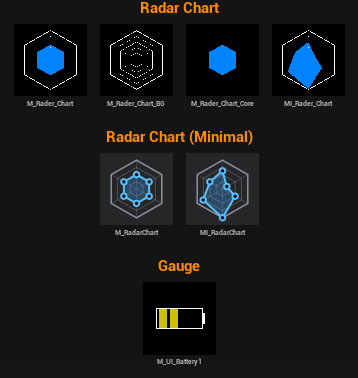 Radar Chart
M_Rader_Chart
M_Rader_Chart_BG
M_Rader_Chart_Core
MI_Rader_Chart
Radar Chart (Minimal)
M_RadarChart
MI_RadarChart
Gauge
M_UI_Battery1